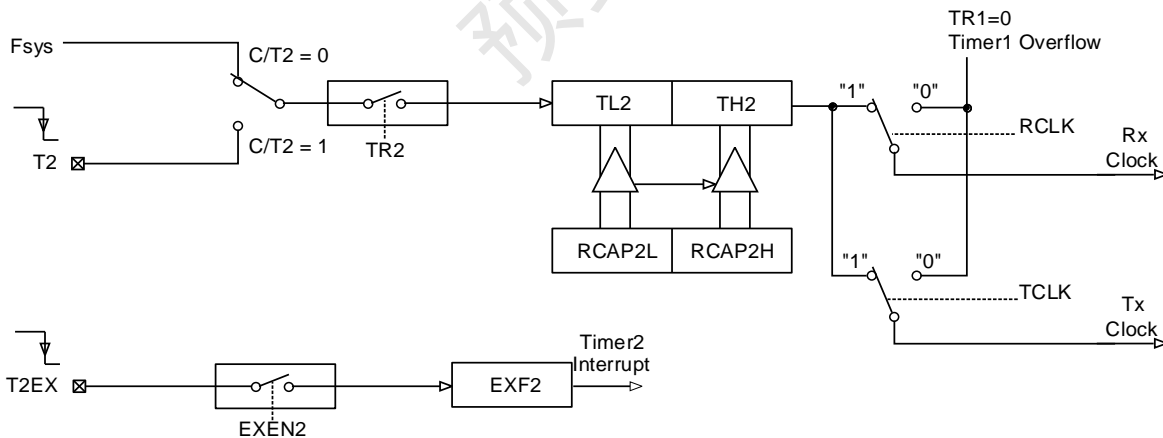 预
TR1=0
Timer1 Overflow
Fsys
C/T2 = 0
"1"
"0"
TL2
TH2
RCLK
Rx
Clock
C/T2 = 1
TR2
T2
RCAP2L
RCAP2H
"1"
"0"
TCLK
Tx
Clock
Timer2
Interrupt
T2EX
EXF2
EXEN2